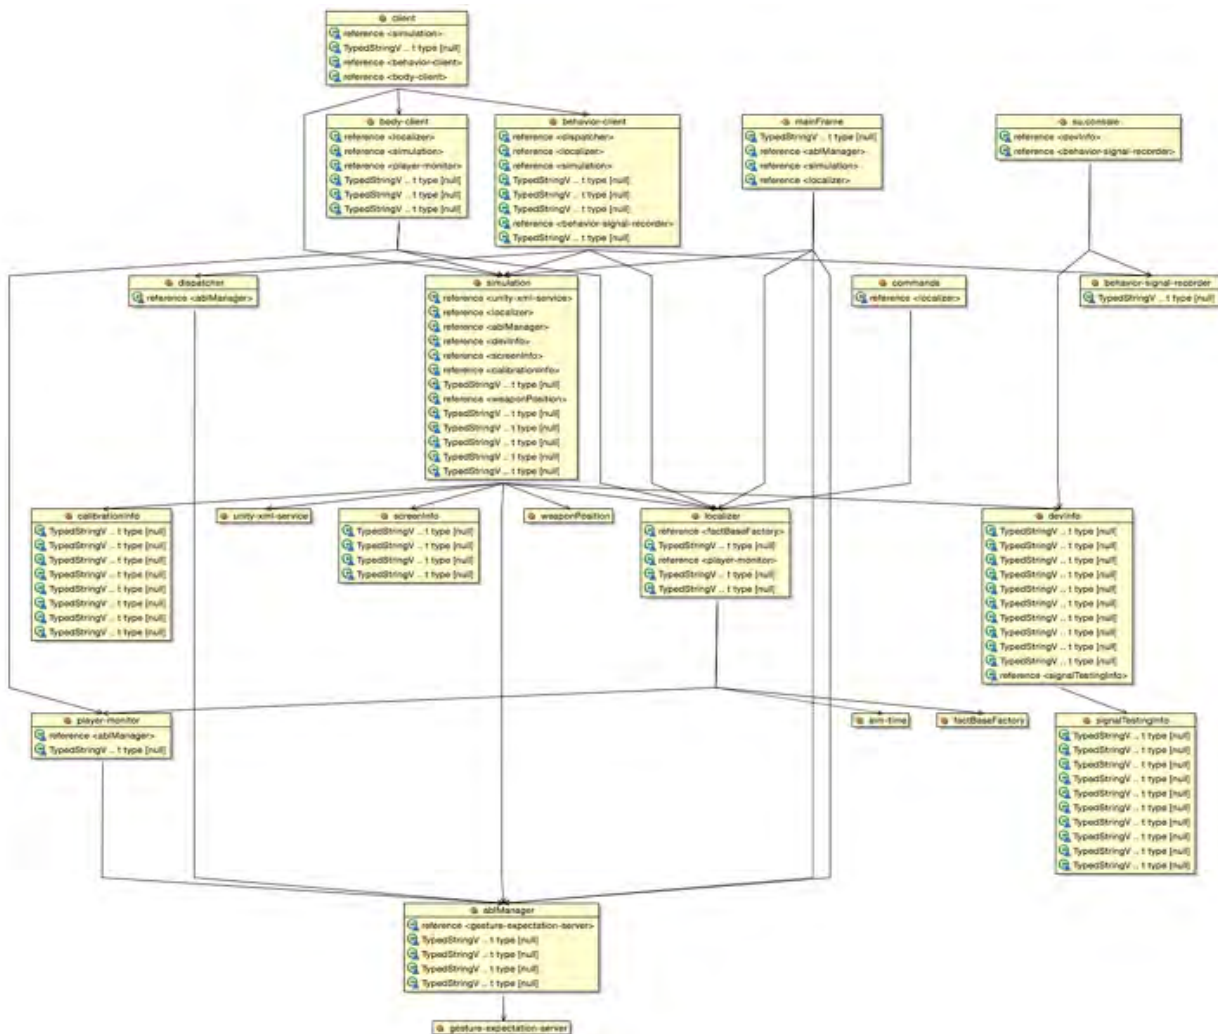 client
reference <simulation>
TypedStringV .. t type [null]
reference <behavior-client>
reference <body-client>
body-client
reference <localizer>
reference <simulation>
reference <player-monitor>
TypedStringV .. t type [null]
TypedStringV .. t type [null]
TypedStringV .. t type [null]
behavior-client
reference <dispatcher>
reference <localizer>
reference <simulation>
TypedStringV .. t type [null]
TypedStringV .. t type [null]
TypedStringV .. t type [null]
reference <behavior-signal-recorder>
TypedStringV .. t type [null]
mainFrame
TypedStringV .. t type [null]
reference <ablManager>
reference <simulation>
reference <localizer>
su.console
reference <devInfo>
reference <behavior-signal-recorder>
dispatcher
reference <ablManager>
simulation
reference <unity-xml-service>
reference <localizer>
reference <ablManager>
reference <devInfo>
reference <screenInfo>
reference <calibrationInfo>
TypedStringV .. t type [null]
reference <weaponPosition>
TypedStringV .. t type [null]
TypedStringV .. t type [null]
TypedStringV .. t type [null]
TypedStringV .. t type [null]
TypedStringV .. t type [null]
commands
reference <localizer>
behavior-signal-recorder
TypedStringV .. t type [null]
calibrationInfo
TypedStringV .. t type [null]
TypedStringV .. t type [null]
TypedStringV .. t type [null]
TypedStringV .. t type [null]
TypedStringV .. t type [null]
TypedStringV .. t type [null]
TypedStringV .. t type [null]
TypedStringV .. t type [null]
unity-xml-service
screenInfo
TypedStringV .. t type [null]
TypedStringV .. t type [null]
TypedStringV .. t type [null]
TypedStringV .. t type [null]
weaponPosition
localizer
reference <factBaseFactory>
TypedStringV .. t type [null]
reference <player-monitor>
TypedStringV .. t type [null]
TypedStringV .. t type [null]
devInfo
TypedStringV .. t type [null]
TypedStringV .. t type [null]
TypedStringV .. t type [null]
TypedStringV .. t type [null]
TypedStringV .. t type [null]
TypedStringV .. t type [null]
TypedStringV .. t type [null]
TypedStringV .. t type [null]
TypedStringV .. t type [null]
TypedStringV .. t type [null]
reference <signalTestingInfo>
player-monitor
reference <ablManager>
TypedStringV .. t type [null]
sim-time
factBaseFactory
signalTestingInfo
TypedStringV .. t type [null]
TypedStringV .. t type [null]
TypedStringV .. t type [null]
TypedStringV .. t type [null]
TypedStringV .. t type [null]
TypedStringV .. t type [null]
TypedStringV .. t type [null]
TypedStringV .. t type [null]
TypedStringV .. t type [null]
TypedStringV .. t type [null]
ablManager
reference <gesture-expectation-server>
TypedStringV .. t type [null]
TypedStringV .. t type [null]
TypedStringV .. t type [null]
TypedStringV .. t type [null]
gesture-expectation-server